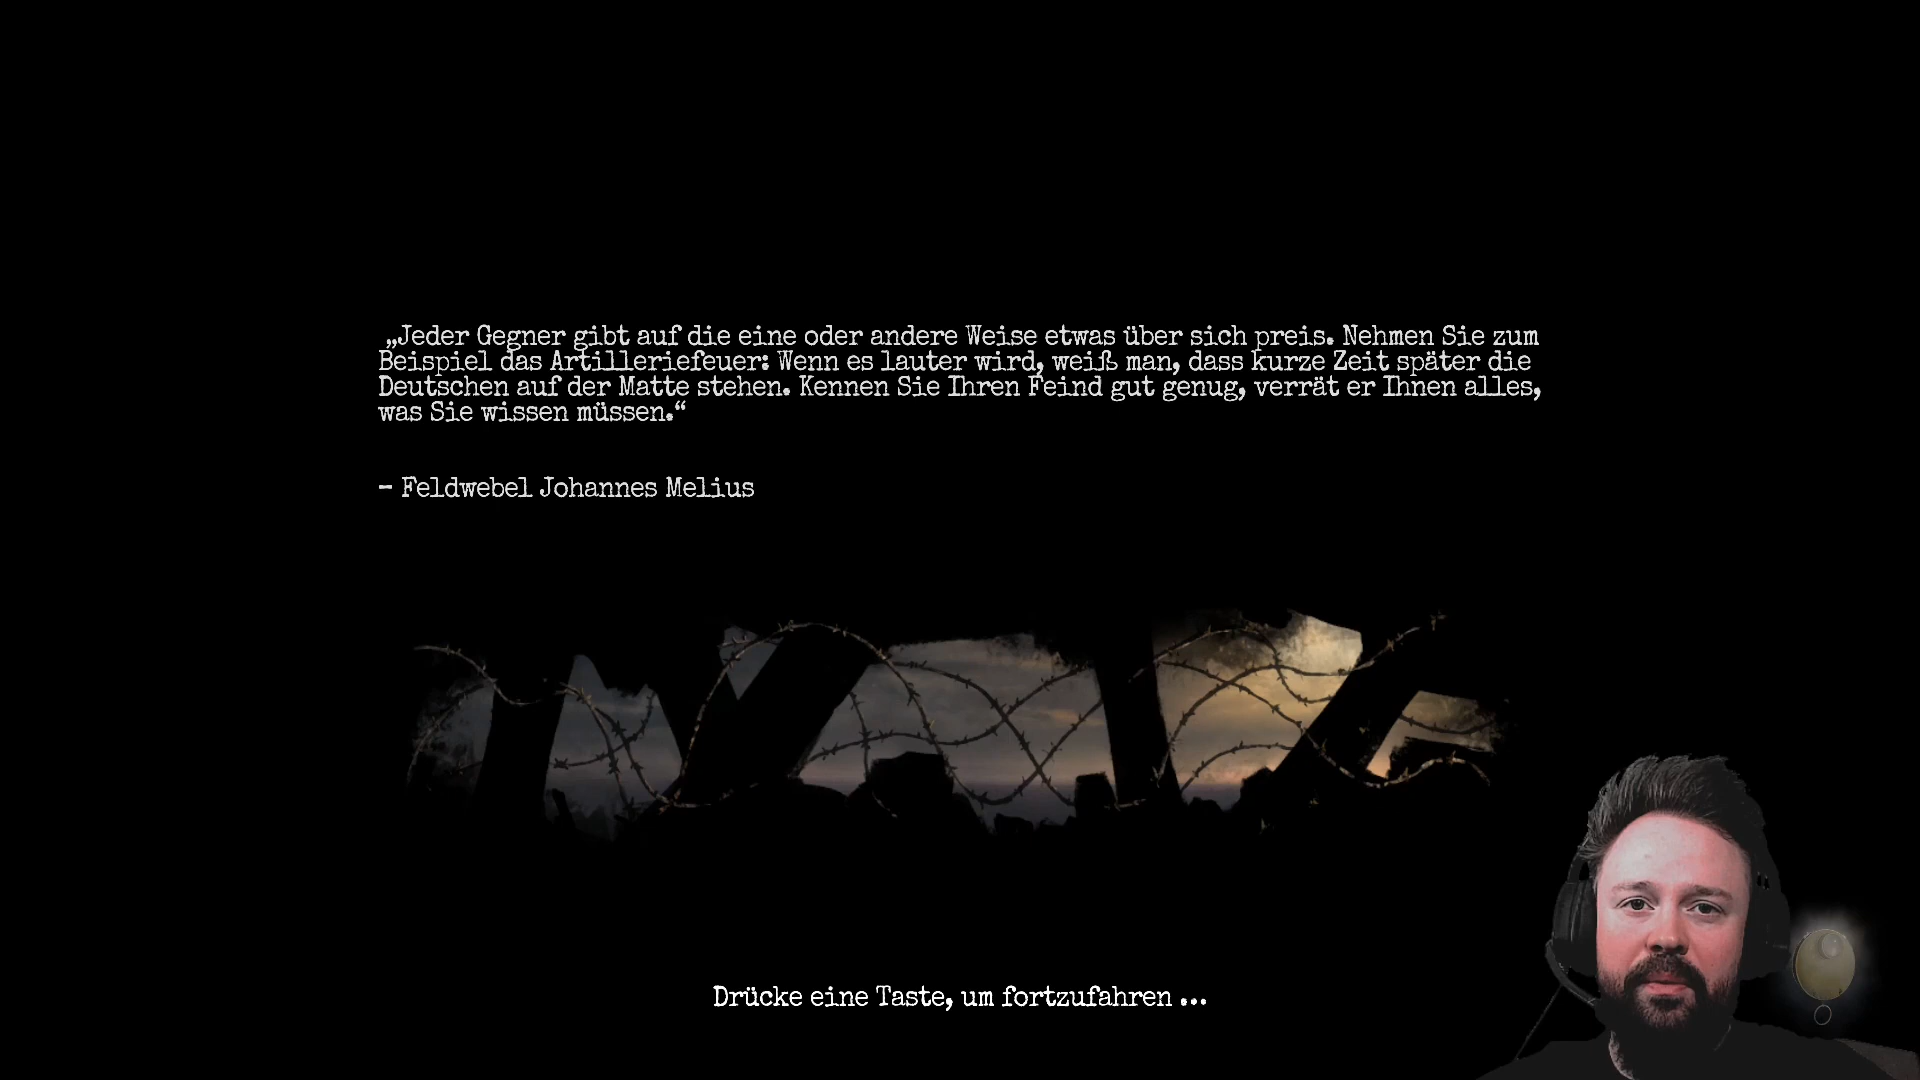 „Jeder Gegner gibt auf die eine oder andere Weise etwas über sich preis. Nehmen Sie zum
Beispiel das Artilleriefeuer: Wenn es lauter wird, weiß man, dass kurze Zeit später die
Deutschen auf der Matte stehen. Kennen Sie Ihren Feind gut genug, verrät er Ihnen alles,
was Sie wissen müssen.“
– Feldwebel Johannes Melius
Drücke eine Taste, um fortzufahren ...